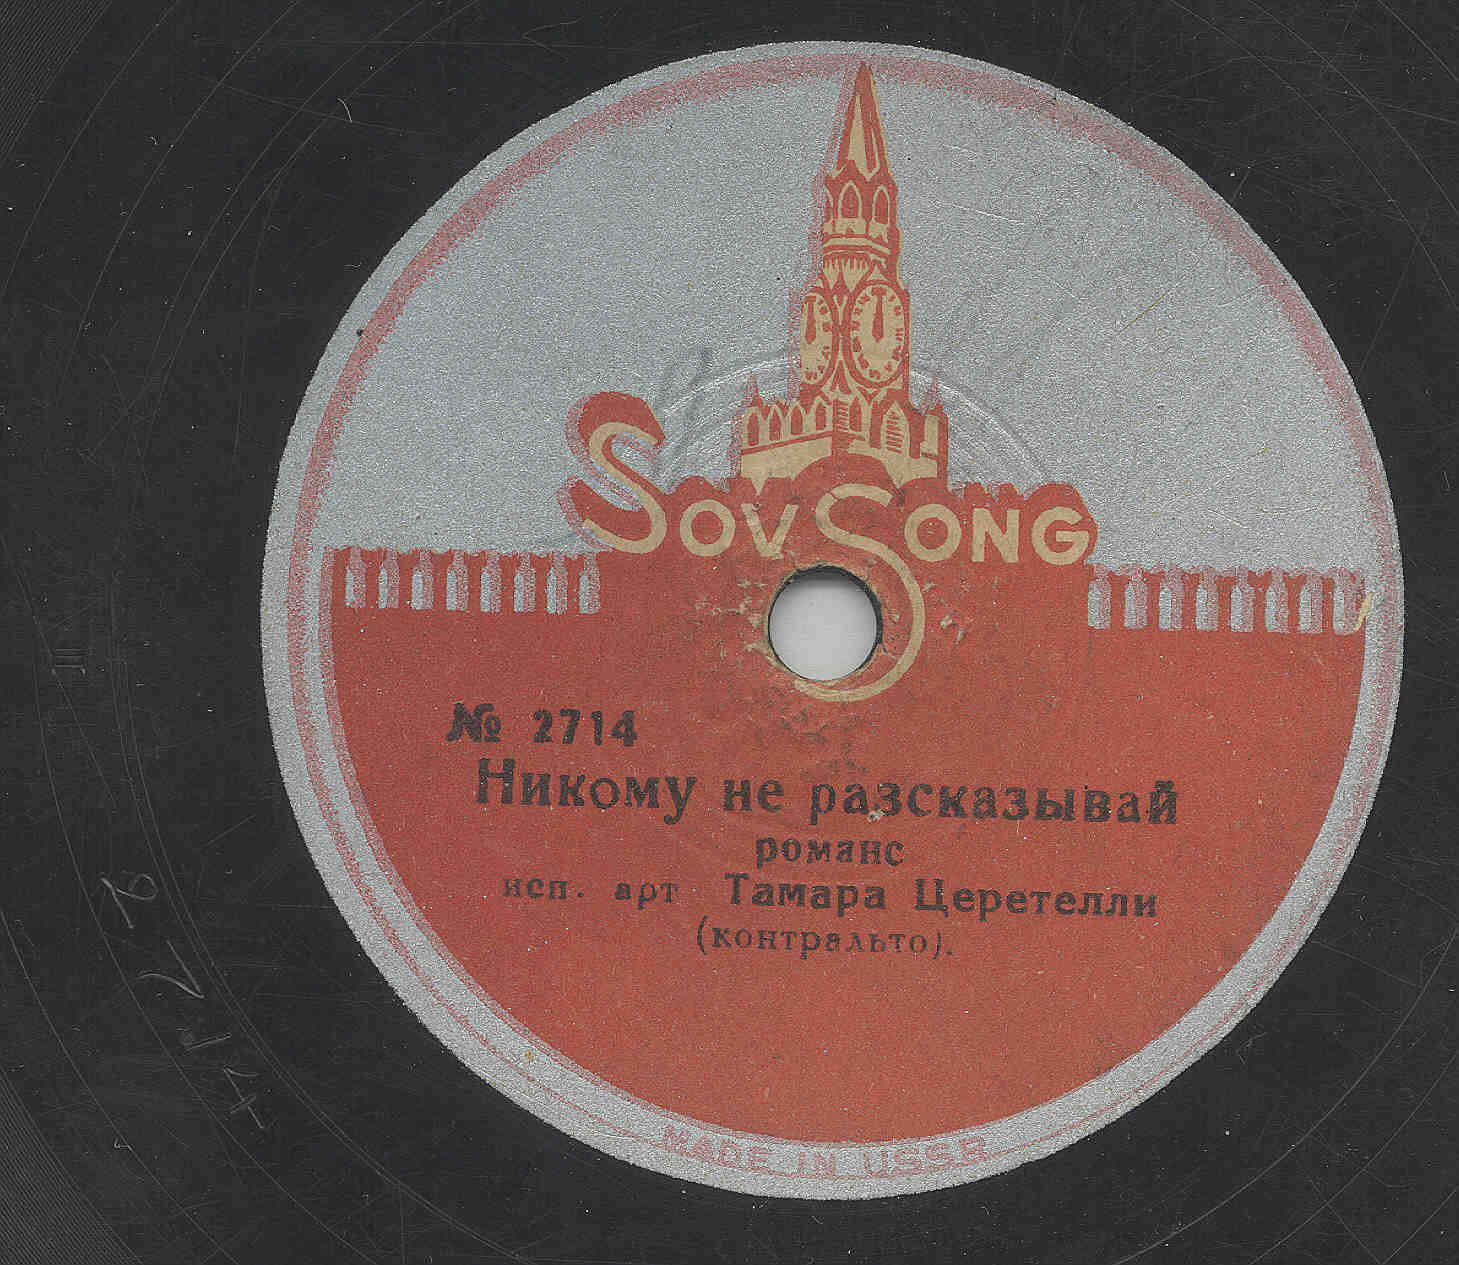 SovSong
№ 2714
Никому не разсказывай
романс
исп. арт Тамара Церетелли
(контральто).
MADE IN USSR